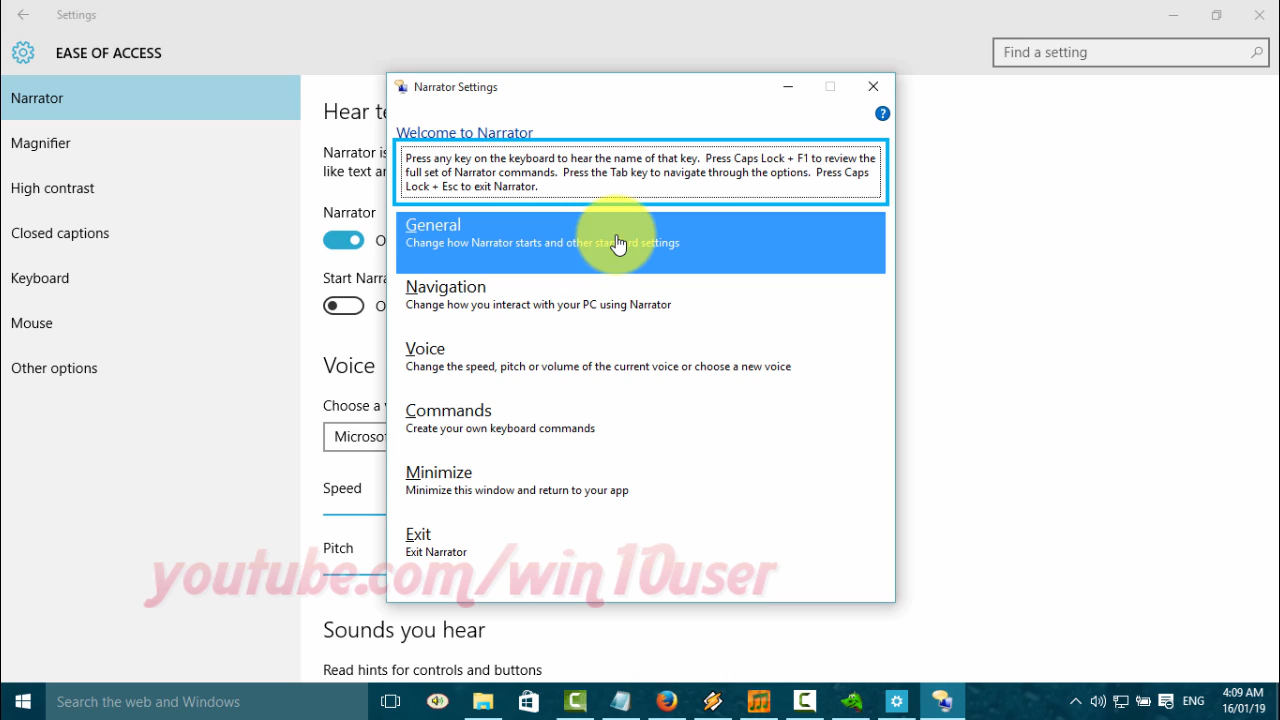 Settings
EASE OF ACCESS
Find a setting
Narrator
Magnifier
High contrast
Closed captions
Keyboard
Mouse
Other options
Hear te
Narrator is
like text an
Narrator
Start Narra
Voice
Choose a v
Microsof
Speed
Pitch
Sounds you hear
Read hints for controls and buttons
Narrator Settings
Welcome to Narrator
Press any key on the keyboard to hear the name of that key. Press Caps Lock + F1 to review the
full set of Narrator commands. Press the Tab key to navigate through the options. Press Caps
Lock + Esc to exit Narrator.
General
Change how Narrator starts and other standard settings
Navigation
Change how you interact with your PC using Narrator
Voice
Change the speed, pitch or volume of the current voice or choose a new voice
Commands
Create your own keyboard commands
Minimize
Minimize this window and return to your app
Exit
Exit Narrator
youtube.com/win10user
Search the web and Windows
ENG
4:09 AM
16/01/19